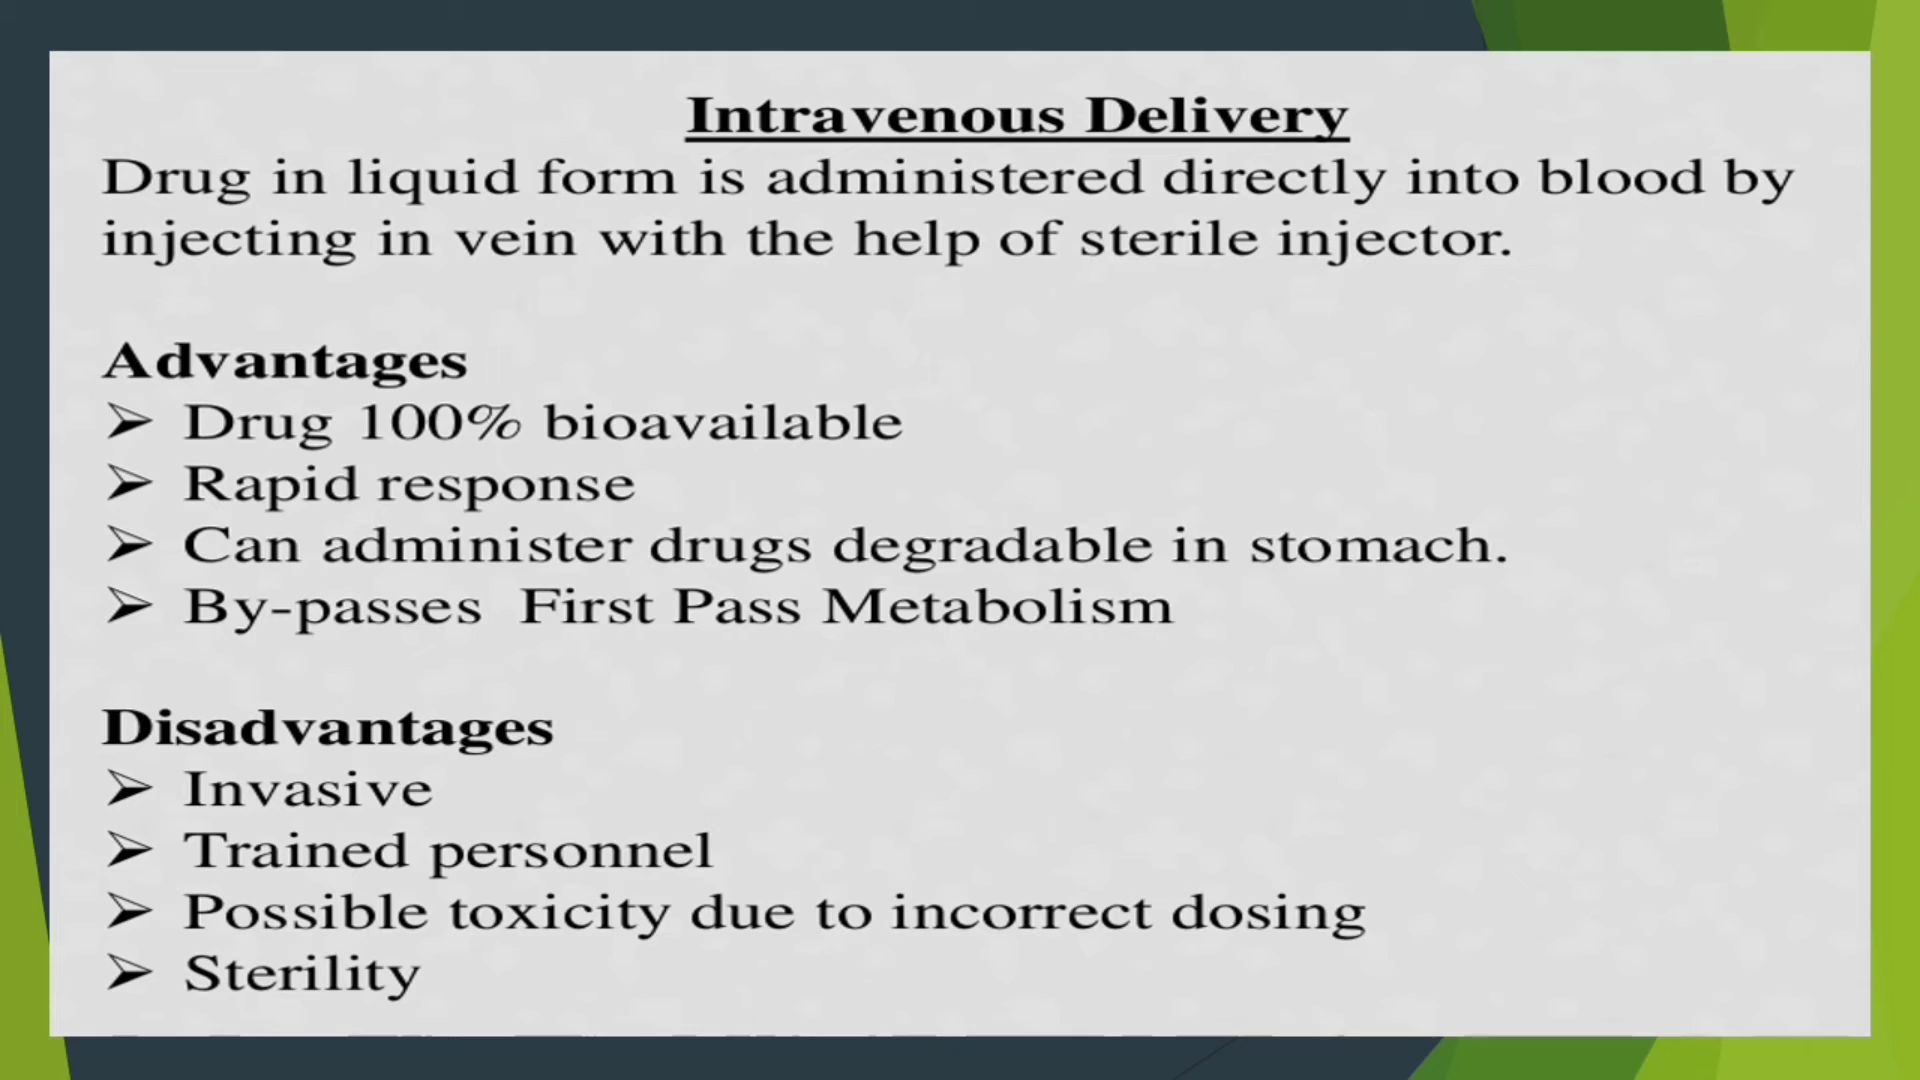 Intravenous Delivery
Drug in liquid form is administered directly into blood by
injecting in vein with the help of sterile injector.
Advantages
➢ Drug 100% bioavailable
➢ Rapid response
➢ Can administer drugs degradable in stomach.
➢ By-passes First Pass Metabolism
Disadvantages
➢ Invasive
➢ Trained personnel
➢ Possible toxicity due to incorrect dosing
➢ Sterility